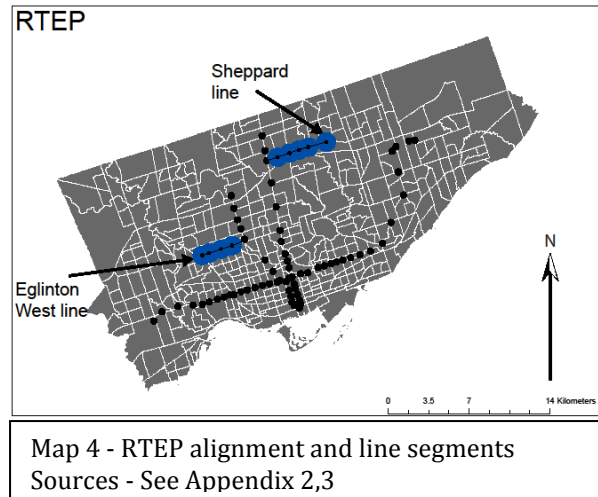 RTEP
Sheppard
line
Eglinton
West line
N
0 3.5 7 14 Kilometers
Map 4 - RTEP alignment and line segments
Sources - See Appendix 2,3